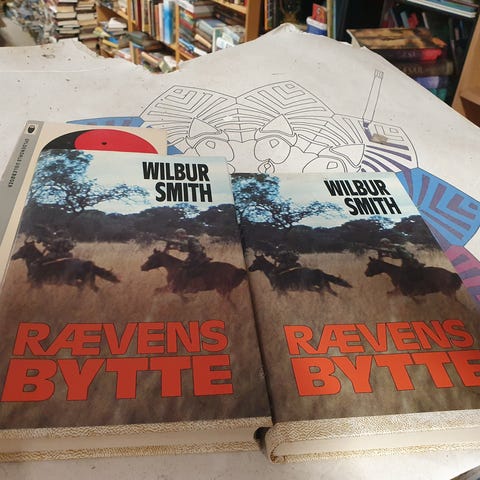 WILBUR
SMITH
RÆVENS
BYTTE
WILBUR
SMITH
RÆVENS
BYTTE